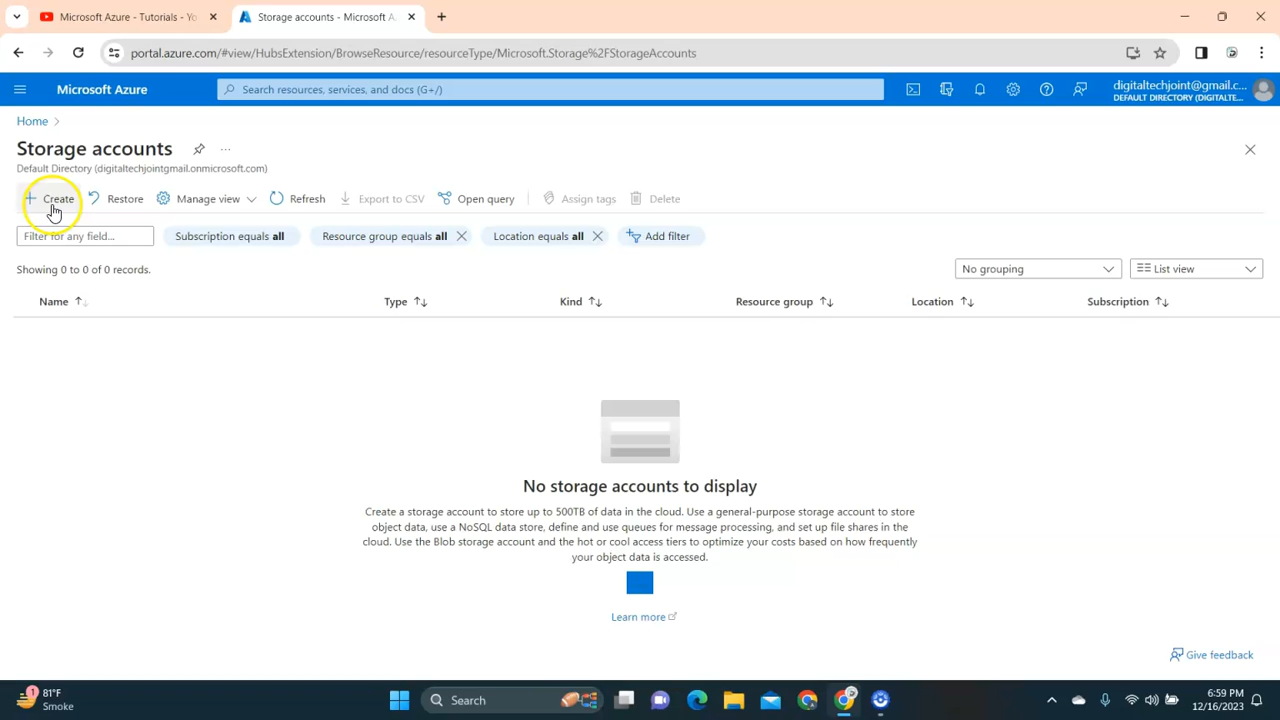 Microsoft Azure - Tutorials - Yo
Storage accounts - Microsoft A
portal.azure.com/#view/HubsExtension/BrowseResource/resourceType/Microsoft.Storage%2FStorageAccounts
Microsoft Azure
Search resources, services, and docs (G+/)
digitaltechjoint@gmail.c...
DEFAULT DIRECTORY (DIGITALTE...
Home
Storage accounts
Default Directory (digitaltechjointgmail.onmicrosoft.com)
Create Restore Manage view Refresh Export to CSV Open query Assign tags Delete
Filter for any field... Subscription equals all Resource group equals all Location equals all Add filter
Showing 0 to 0 of 0 records.
No grouping List view
Name Type Kind Resource group Location Subscription
No storage accounts to display
Create a storage account to store up to 500TB of data in the cloud. Use a general-purpose storage account to store
object data, use a NoSQL data store, define and use queues for message processing, and set up file shares in the
cloud. Use the Blob storage account and the hot or cool access tiers to optimize your costs based on how frequently
your object data is accessed.
Learn more
Give feedback
1
81°F
Smoke
Search
6:59 PM
12/16/2023